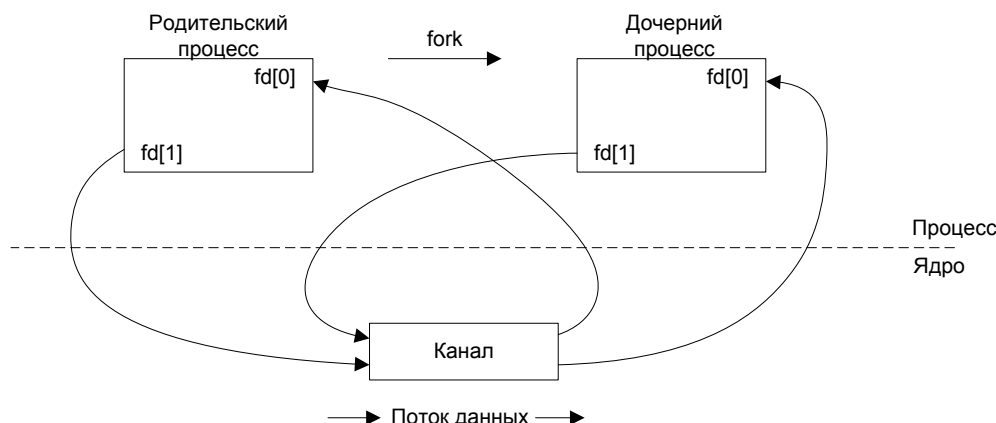 Родительский
процесс
fork
Дочерний
процесс
fd[0]
fd[0]
fd[1]
fd[1]
Процесс
Ядро
Канал
Поток данных